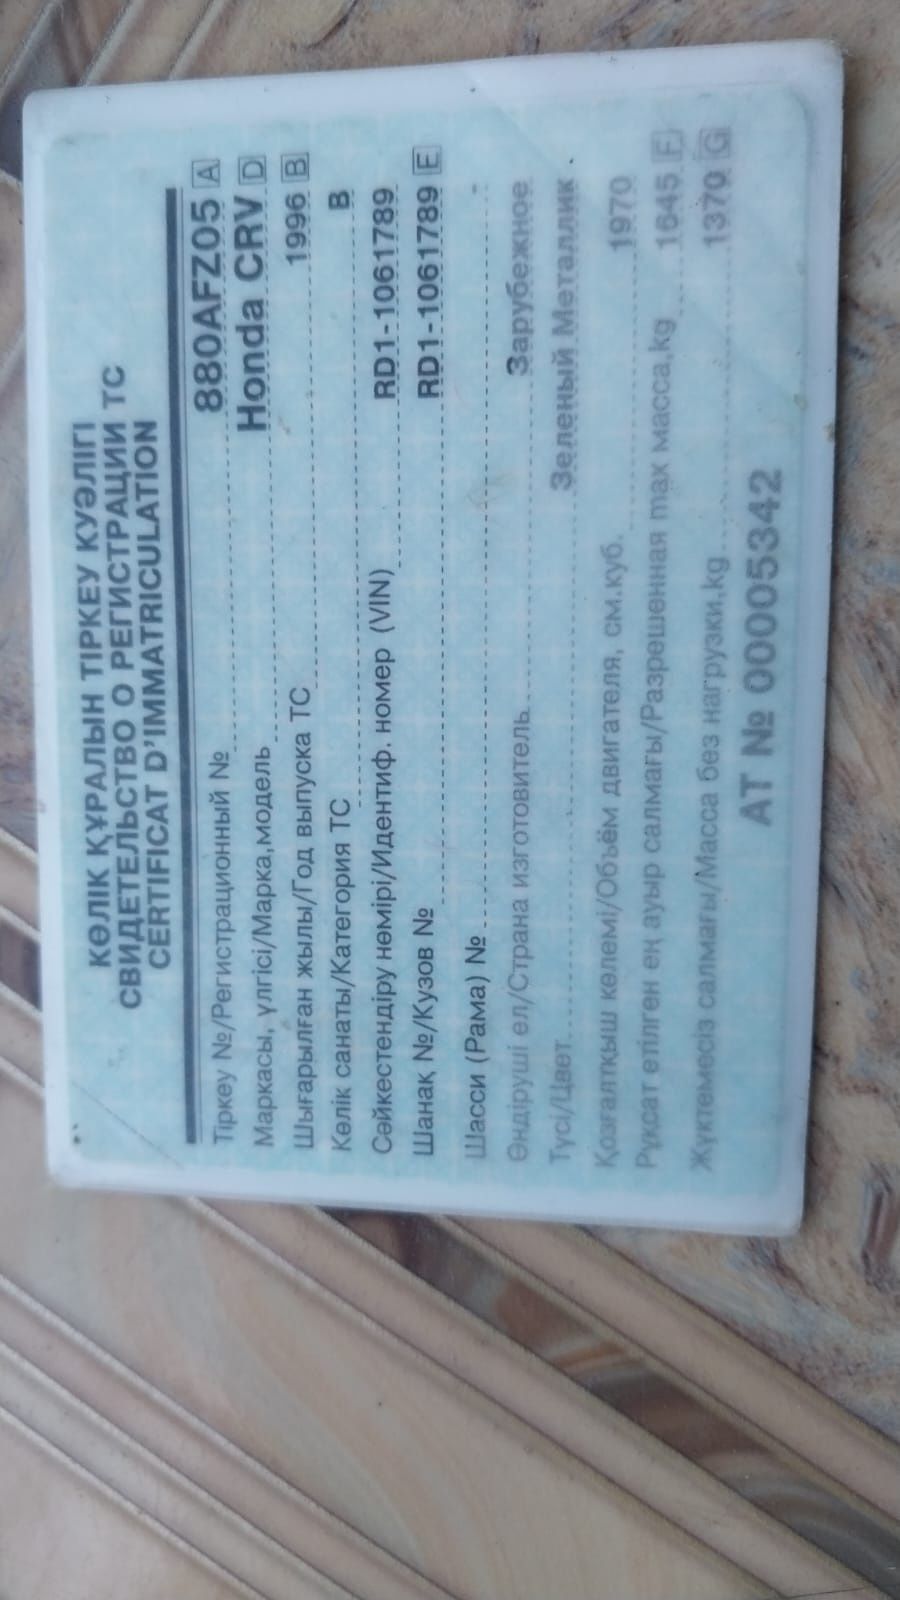 КӨЛІК ҚҰРАЛЫН ТІРКЕУ КУӘЛІГІ
СВИДЕТЕЛЬСТВО О РЕГИСТРАЦИИ ТС
CERTIFICAT D'IMMATRICULATION
Тіркеу №/Регистрационный № 880AFZ05 A
Маркасы, үлгісі/Марка,модель Honda CRV D
Шығарылған жылы/Год выпуска ТС 1996 B
Көлік санаты/Категория ТС B
Сәйкестендіру нөмірі/Идентиф. номер (VIN) RD1-1061789
Шанақ №/Кузов № RD1-1061789 E
Шасси (Рама) № -
Өндіруші ел/Страна изготовитель Зарубежное
Түсі/Цвет Зеленый Металлик
Қозғалтқыш көлемі/Объём двигателя, см.куб. 1970
Рұқсат етілген ең ауыр салмағы/Разрешенная max масса,kg 1645 F
Жүктемесіз салмағы/Масса без нагрузки,kg 1370 G
AT № 00005342